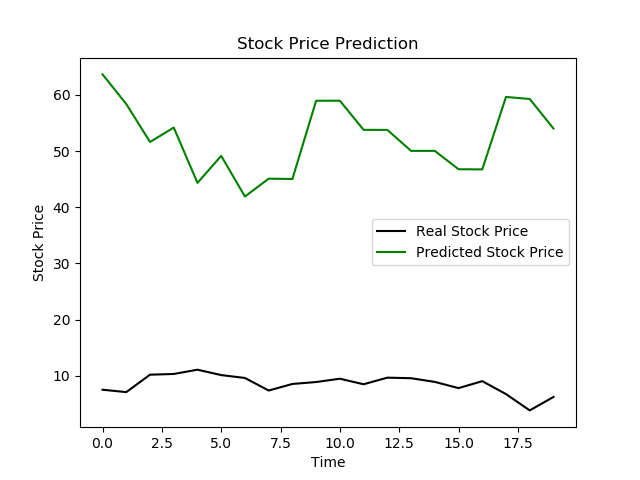 Stock Price Prediction
60
50
40
30
20
10
Stock Price
Real Stock Price
Predicted Stock Price
0.0 2.5 5.0 7.5 10.0 12.5 15.0 17.5
Time